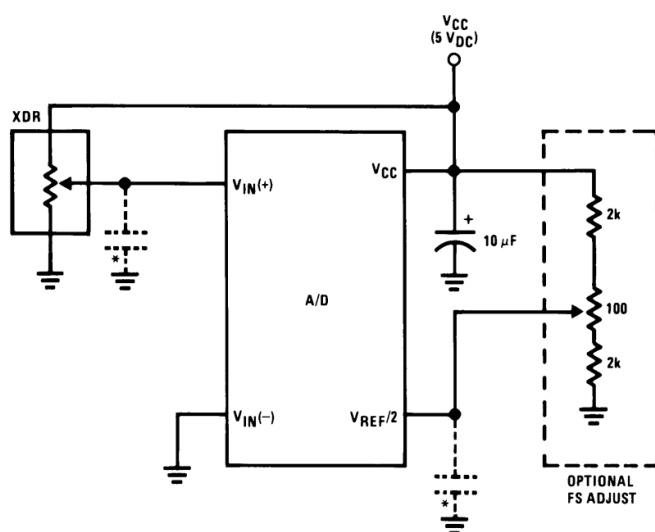 VCC
(5 VDC)
XDR
VIN(+)
VCC
2k
+
10 µF
*
A/D
100
2k
VIN(−)
VREF/2
*
OPTIONAL
FS ADJUST